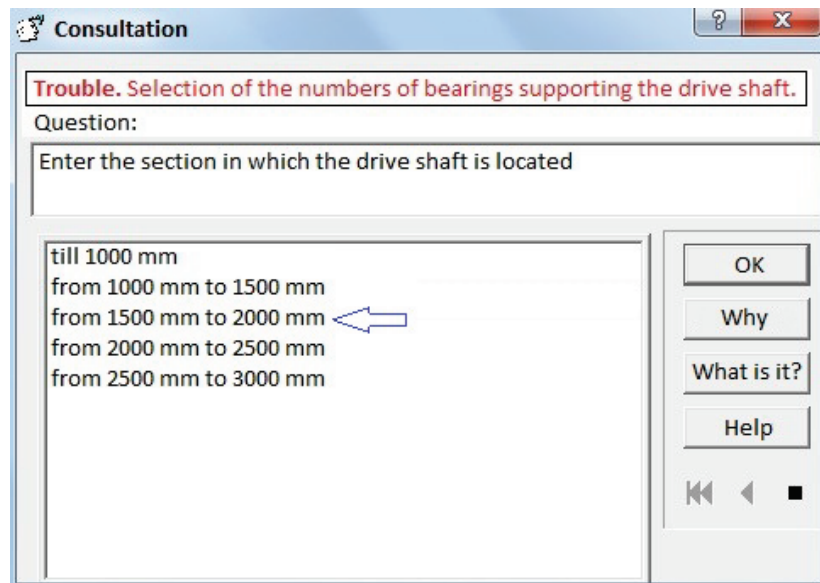 Consultation
?
X
Trouble. Selection of the numbers of bearings supporting the drive shaft.
Question:
Enter the section in which the drive shaft is located
till 1000 mm
from 1000 mm to 1500 mm
from 1500 mm to 2000 mm
from 2000 mm to 2500 mm
from 2500 mm to 3000 mm
OK
Why
What is it?
Help